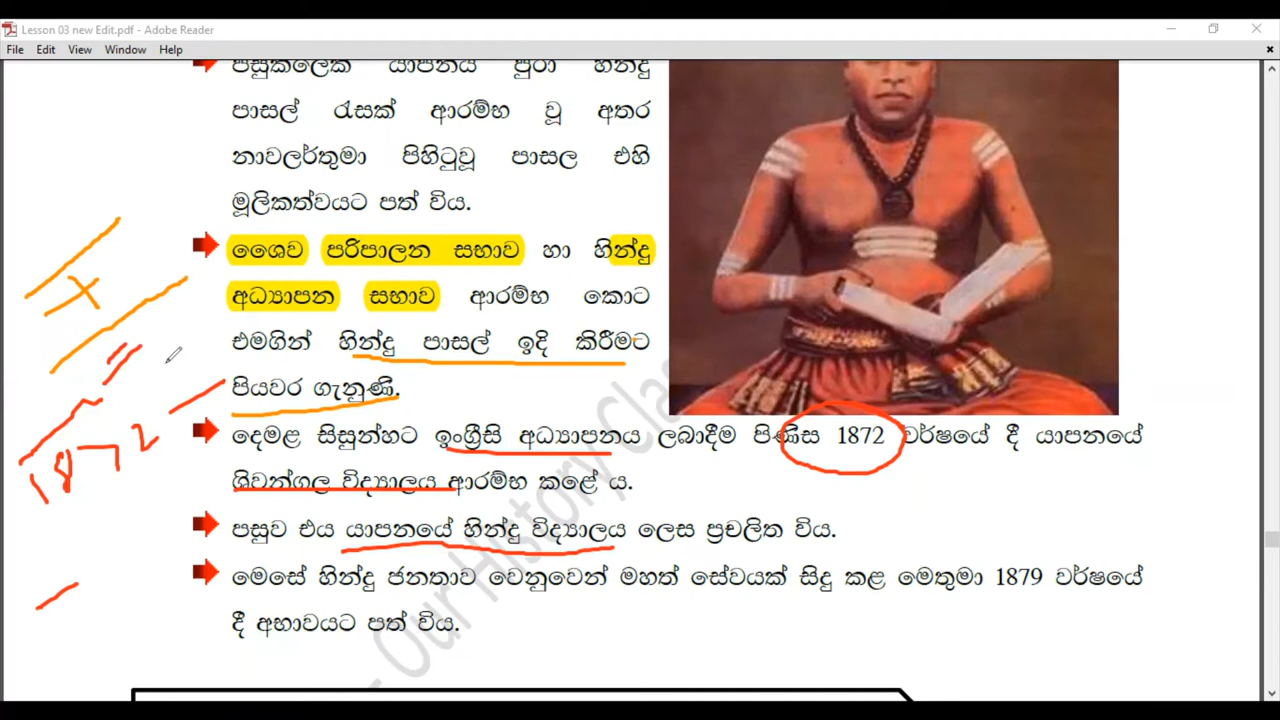 Lesson 03 new Edit.pdf - Adobe Reader
File Edit View Window Help
පසුකලෙක යාපනය පුරා හින්දු
පාසල් රැසක් ආරම්භ වූ අතර
නාවලර්තුමා පිහිටුවූ පාසල එහි
මූලිකත්වයට පත් විය.
ශෛව පරිපාලන සභාව හා හින්දු
අධ්‍යාපන සභාව ආරම්භ කොට
එමගින් හින්දු පාසල් ඉදි කිරීමට
පියවර ගැනුණි.
දෙමළ සිසුන්හට ඉංග්‍රීසි අධ්‍යාපනය ලබාදීම පිණිස 1872 වර්ෂයේ දී යාපනයේ
ශිවන්ගල විද්‍යාලය ආරම්භ කළේ ය.
පසුව එය යාපනයේ හින්දු විද්‍යාලය ලෙස ප්‍රචලිත විය.
මෙසේ හින්දු ජනතාව වෙනුවෙන් මහත් සේවයක් සිදු කළ මෙතුමා 1879 වර්ෂයේ
දී අභාවයට පත් විය.
1872
- Our History Clas